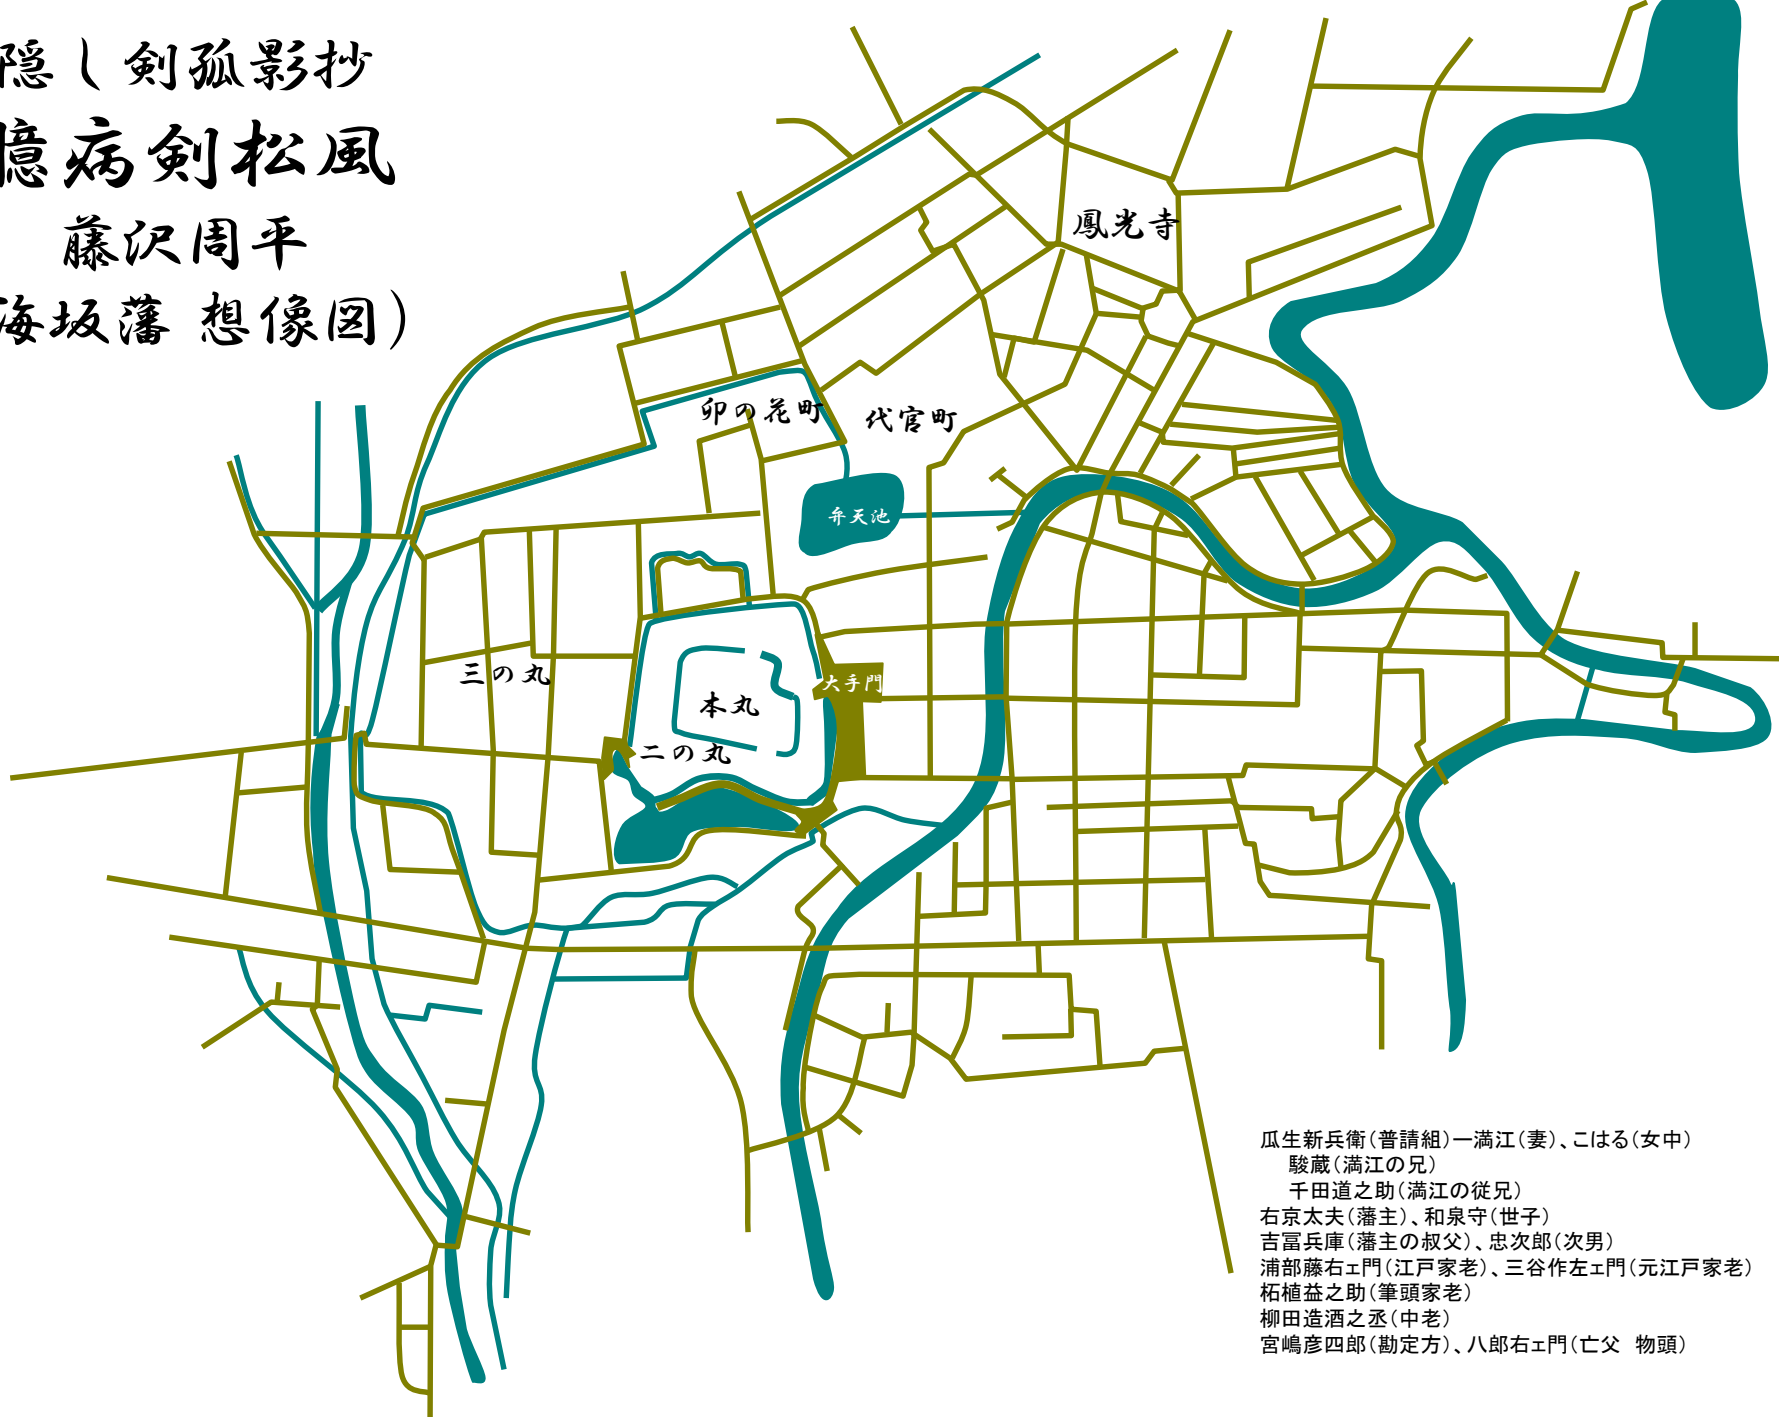 隠し剣孤影抄
臆病剣松風
藤沢周平
海坂藩 想像図）
鳳光寺
卯の花町
代官町
弁天池
三の丸
大手門
本丸
二の丸
瓜生新兵衛（普請組）―満江（妻）、こはる（女中）
駿蔵（満江の兄）
千田道之助（満江の従兄）
右京太夫（藩主）、和泉守（世子）
吉冨兵庫（藩主の叔父）、忠次郎（次男）
浦部藤右ェ門（江戸家老）、三谷作左ェ門（元江戸家老）
柘植益之助（筆頭家老）
柳田造酒之丞（中老）
宮嶋彦四郎（勘定方）、八郎右ェ門（亡父　物頭）